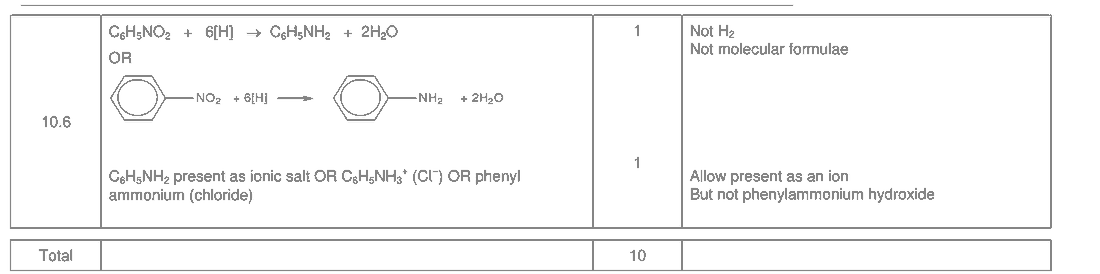 C₆H₅NO₂ + 6[H] → C₆H₅NH₂ + 2H₂O
1
Not H₂
Not molecular formulae
OR
NO₂ + 6[H] ⟶ NH₂ + 2H₂O
10.6
1
C₆H₅NH₂ present as ionic salt OR C₆H₅NH₃⁺ (Cl⁻) OR phenyl
ammonium (chloride)
Allow present as an ion
But not phenylammonium hydroxide
Total
10